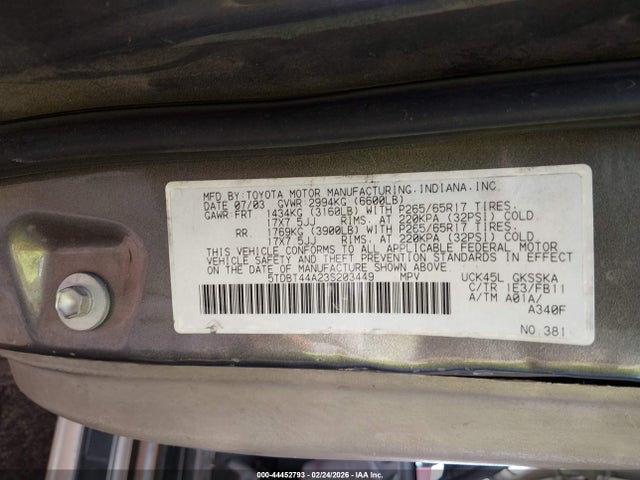 MFD.BY:TOYOTA MOTOR MANUFACTURING,INDIANA,INC.
DATE 07/03 GVWR 2994KG (6600LB)
GAWR:FRT 1434KG (3160LB) WITH P265/65R17 TIRES.
17X7.5JJ RIMS. AT 220KPA (32PSI) COLD
RR 1769KG (3900LB) WITH P265/65R17 TIRES.
17X7.5JJ RIMS. AT 220KPA (32PSI) COLD
THIS VEHICLE CONFORMS TO ALL APPLICABLE FEDERAL MOTOR
VEHICLE SAFETY THEFT PREVENTION STANDARDS IN EFFECT
ON THE DATE OF MANUFACTURE SHOWN ABOVE.
5TDBT44A23S203449 MPV UCK45L GKSSKA
C/TR 1E3/FB11
A/TM A01A/
A340F
NO.381
000-44452793 - 02/24/2026 - COPYRIGHT IAA, LLC